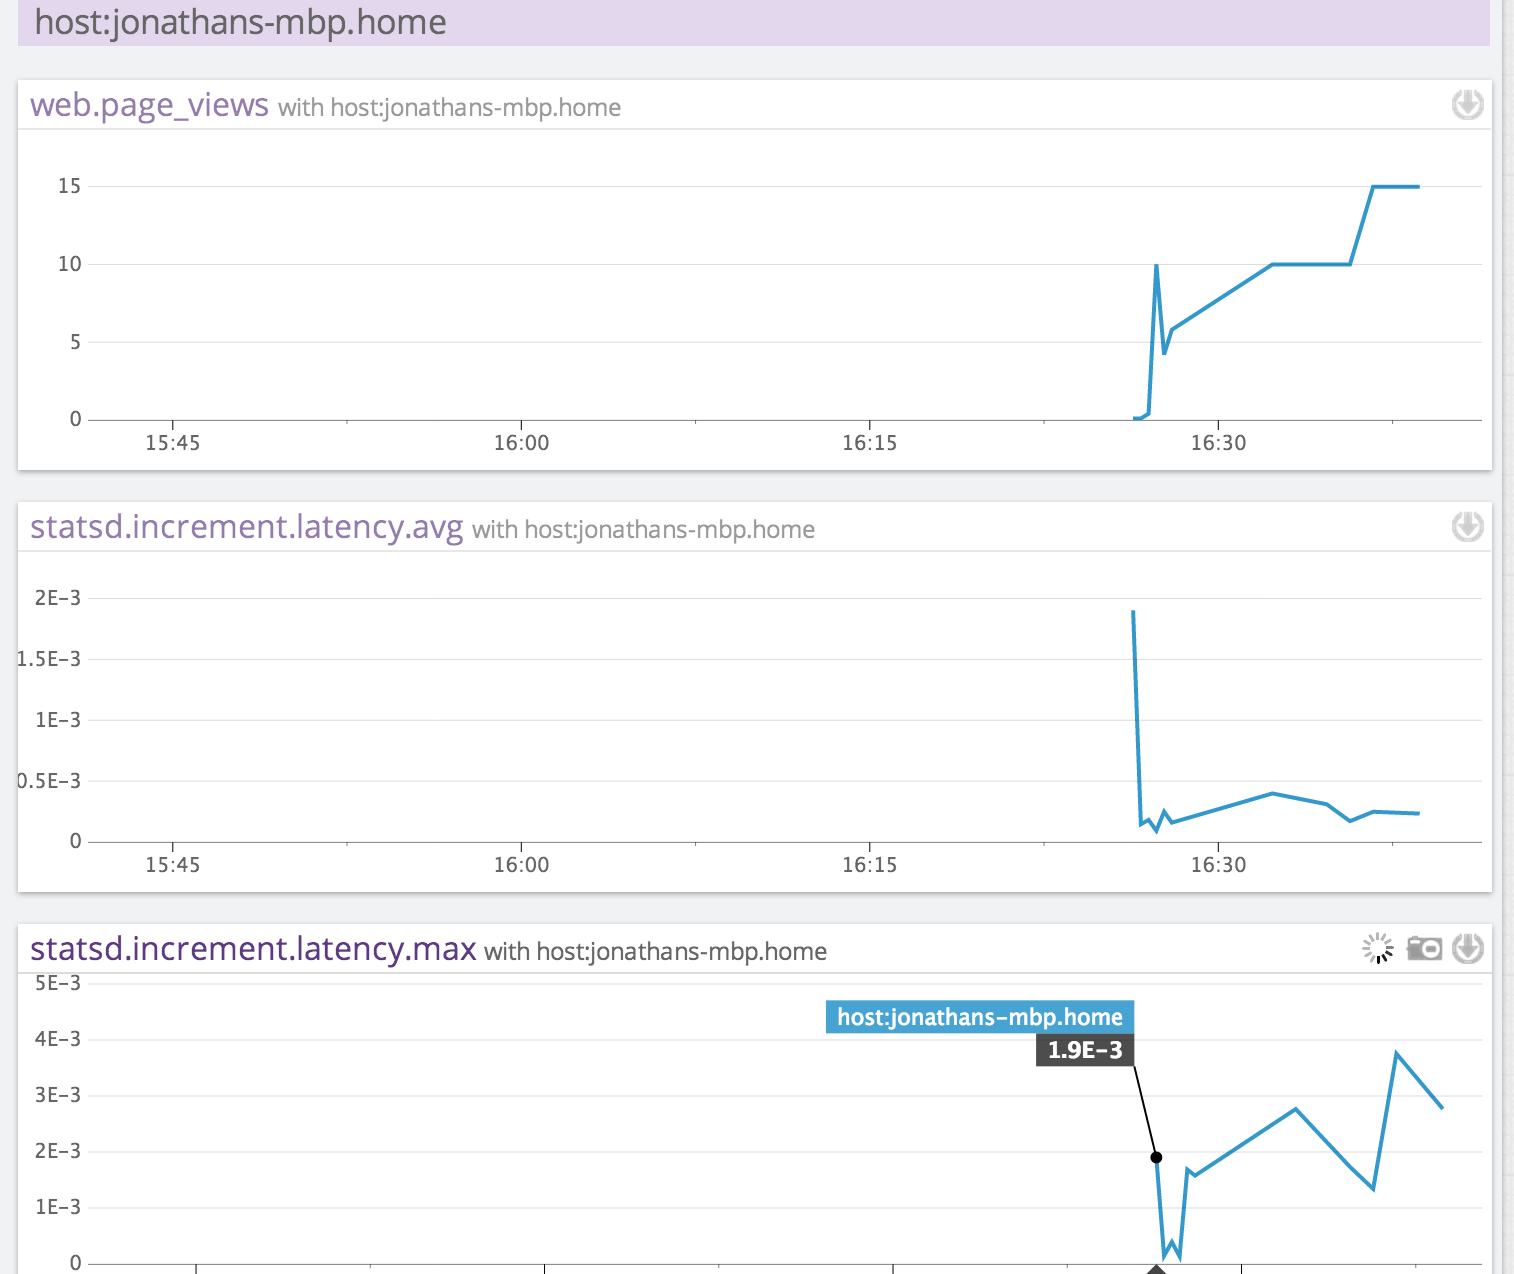 host:jonathans-mbp.home
web.page_views with host:jonathans-mbp.home
15
10
5
0
15:45 16:00 16:15 16:30
statsd.increment.latency.avg with host:jonathans-mbp.home
2E-3
1.5E-3
1E-3
0.5E-3
0
15:45 16:00 16:15 16:30
statsd.increment.latency.max with host:jonathans-mbp.home
5E-3
host:jonathans-mbp.home
4E-3
1.9E-3
3E-3
2E-3
1E-3
0